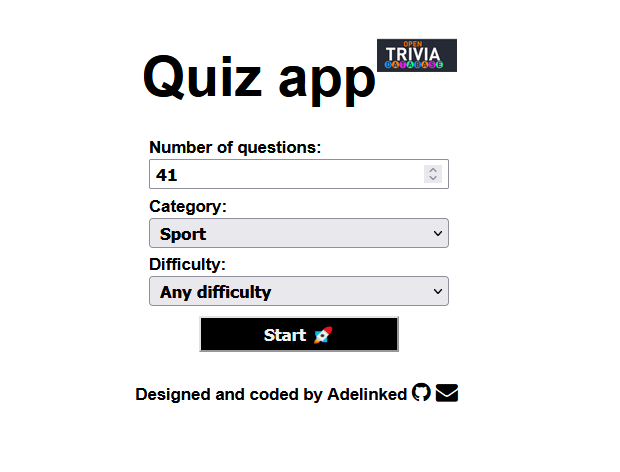 Quiz app
OPEN
TRIVIA
DATABASE
Number of questions:
41
Category:
Sport
Difficulty:
Any difficulty
Start 🚀
Designed and coded by Adelinked